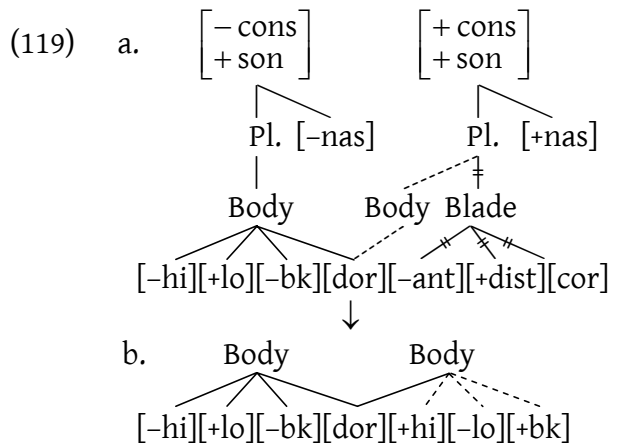 (119) a. [– cons + son] [+ cons + son]
Pl. [–nas] Pl. [+nas]
Body Body Blade
[–hi][+lo][–bk][dor][–ant][+dist][cor]
↓
b. Body Body
[–hi][+lo][–bk][dor][+hi][–lo][+bk]